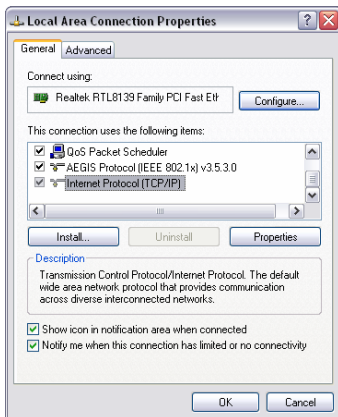 Local Area Connection Properties
General
Advanced
Connect using:
Realtek RTL8139 Family PCI Fast Eth
Configure...
This connection uses the following items:
QoS Packet Scheduler
AEGIS Protocol (IEEE 802.1x) v3.5.3.0
Internet Protocol (TCP/IP)
Install...
Uninstall
Properties
Description
Transmission Control Protocol/Internet Protocol. The default
wide area network protocol that provides communication
across diverse interconnected networks.
Show icon in notification area when connected
Notify me when this connection has limited or no connectivity
OK
Cancel